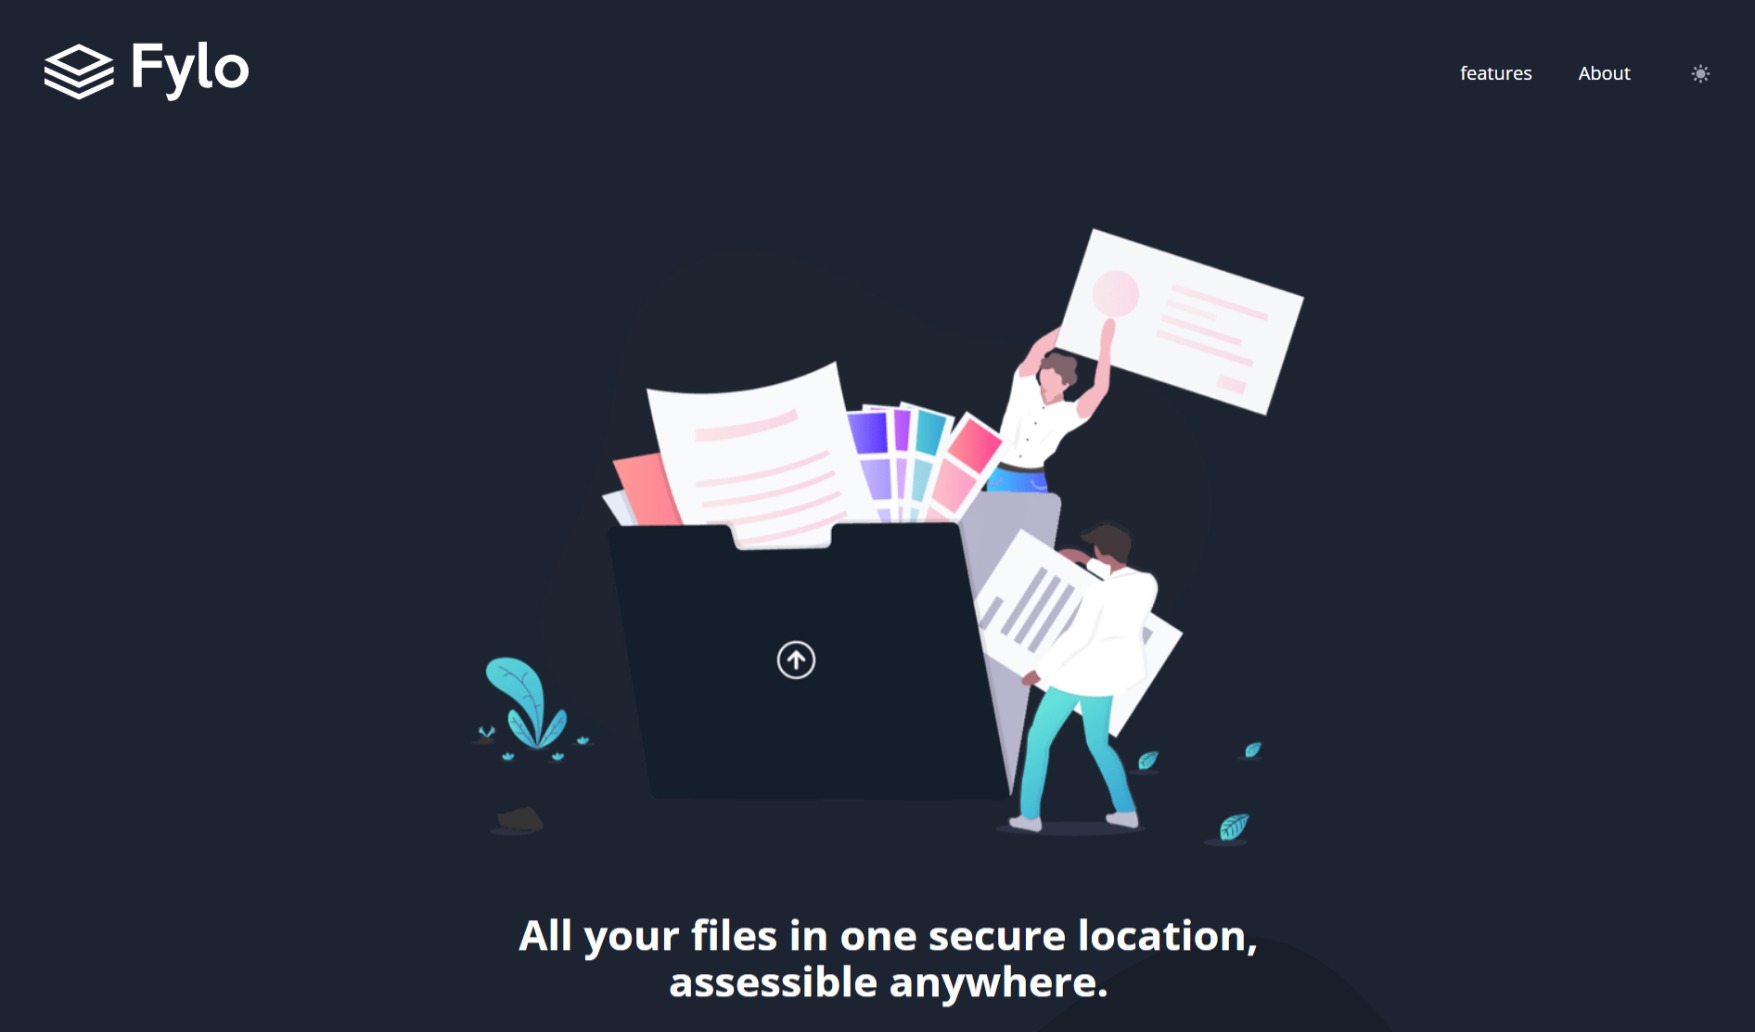 Fylo
features
About
All your files in one secure location,
assessible anywhere.